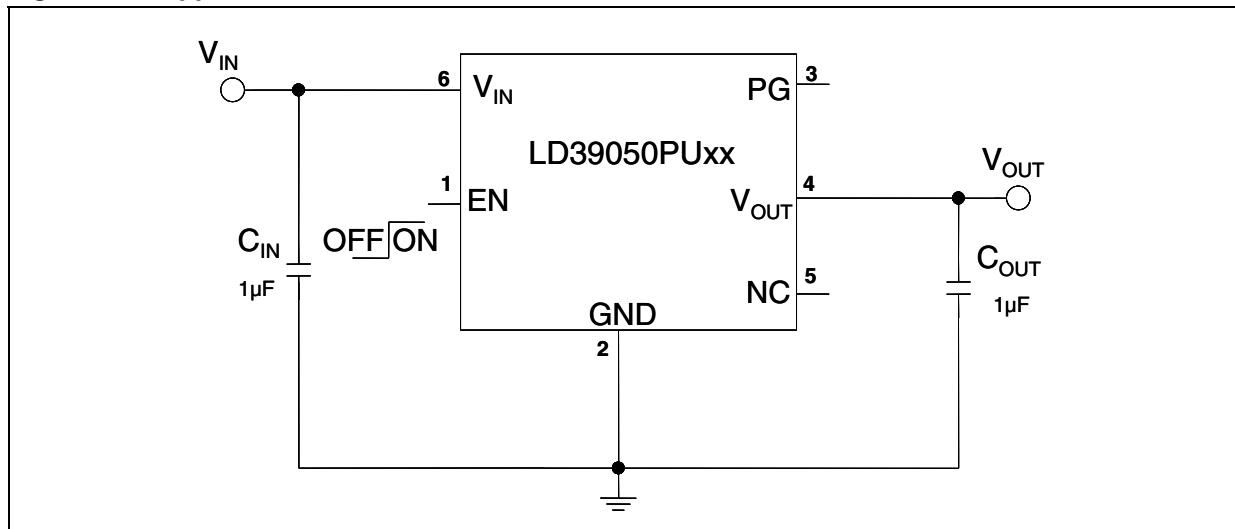 V_IN
6
V_IN
PG
3
LD39050PUxx
1
EN
V_OUT
4
V_OUT
OFF ON
C_IN
1µF
NC
5
C_OUT
1µF
GND
2